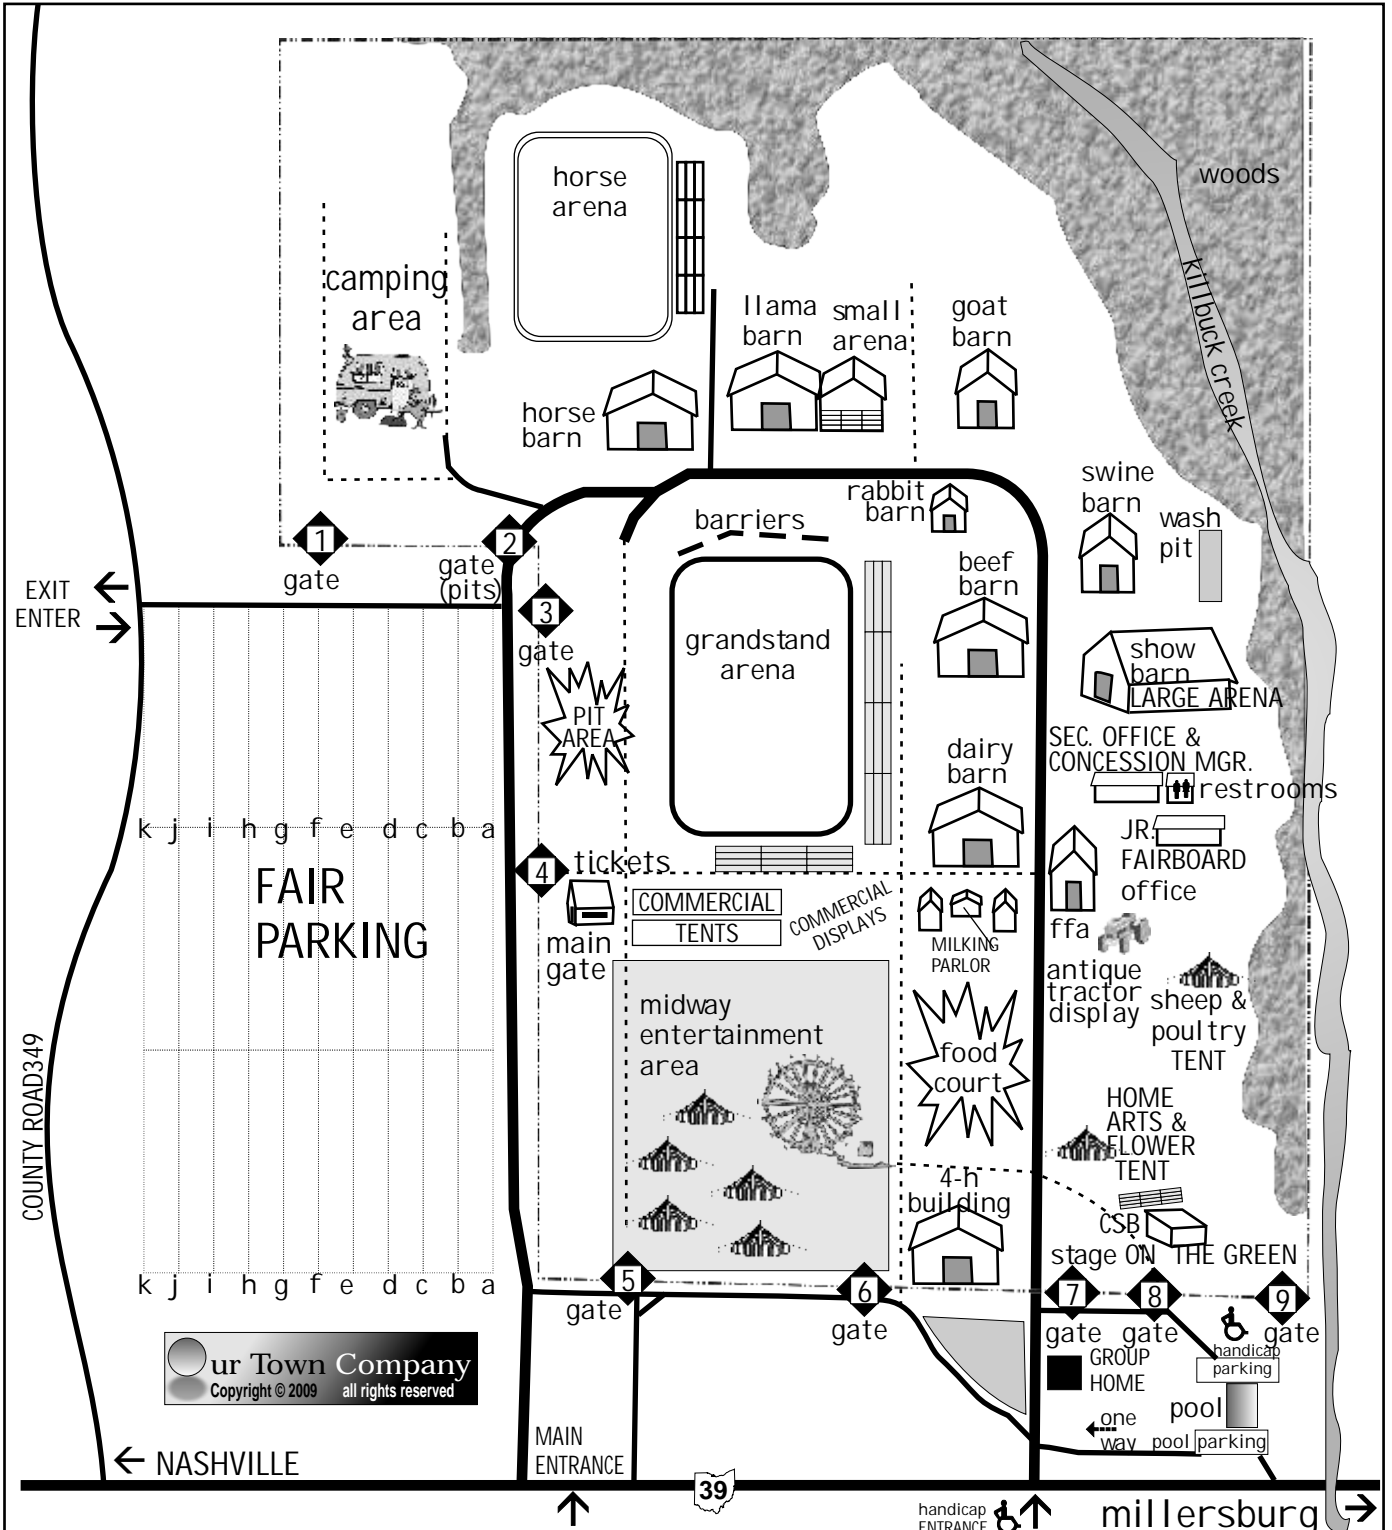 horse
arena
woods
camping
area
killbuck creek
llama
barn
small
arena
goat
barn
horse
barn
swine
barn
rabbit
barn
wash
pit
barriers
1
gate
2
gate
(pits)
3
gate
EXIT
ENTER
beef
barn
grandstand
arena
show
barn
LARGE ARENA
PIT
AREA
SEC. OFFICE &
CONCESSION MGR.
restrooms
dairy
barn
k j i h g f e d c b a
JR.
FAIRBOARD
office
4
tickets
FAIR
PARKING
COMMERCIAL
TENTS
COMMERCIAL
DISPLAYS
main
gate
MILKING
PARLOR
ffa
antique
tractor
display
sheep &
poultry
TENT
midway
entertainment
area
food
court
COUNTY ROAD349
HOME
ARTS &
FLOWER
TENT
4-h
building
CSB
stage ON THE GREEN
k j i h g f e d c b a
5
gate
6
gate
7
gate
8
gate
9
gate
handicap
parking
GROUP
HOME
Our Town Company
Copyright © 2009 all rights reserved
pool
one
way
pool parking
MAIN
ENTRANCE
NASHVILLE
39
handicap
ENTRANCE
millersburg